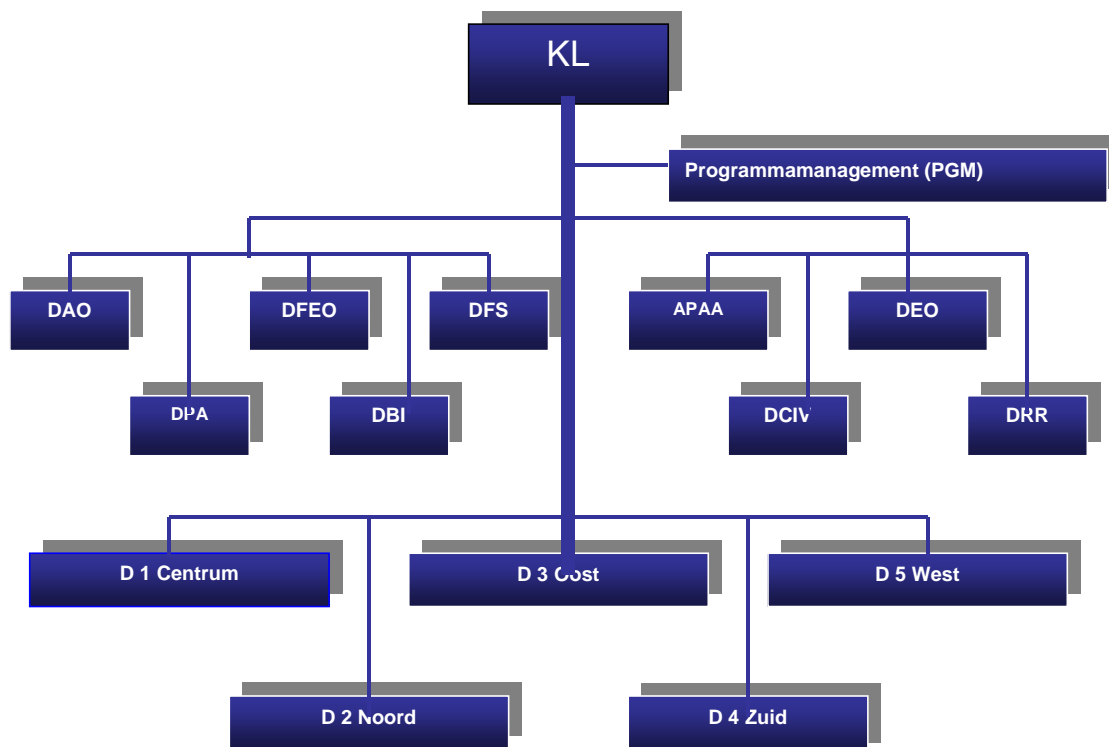 KL
Programmamanagement (PGM)
DAO
DFEO
DFS
APAA
DEO
DPA
DBI
DCIV
DRR
D 1 Centrum
D 3 Oost
D 5 West
D 2 Noord
D 4 Zuid